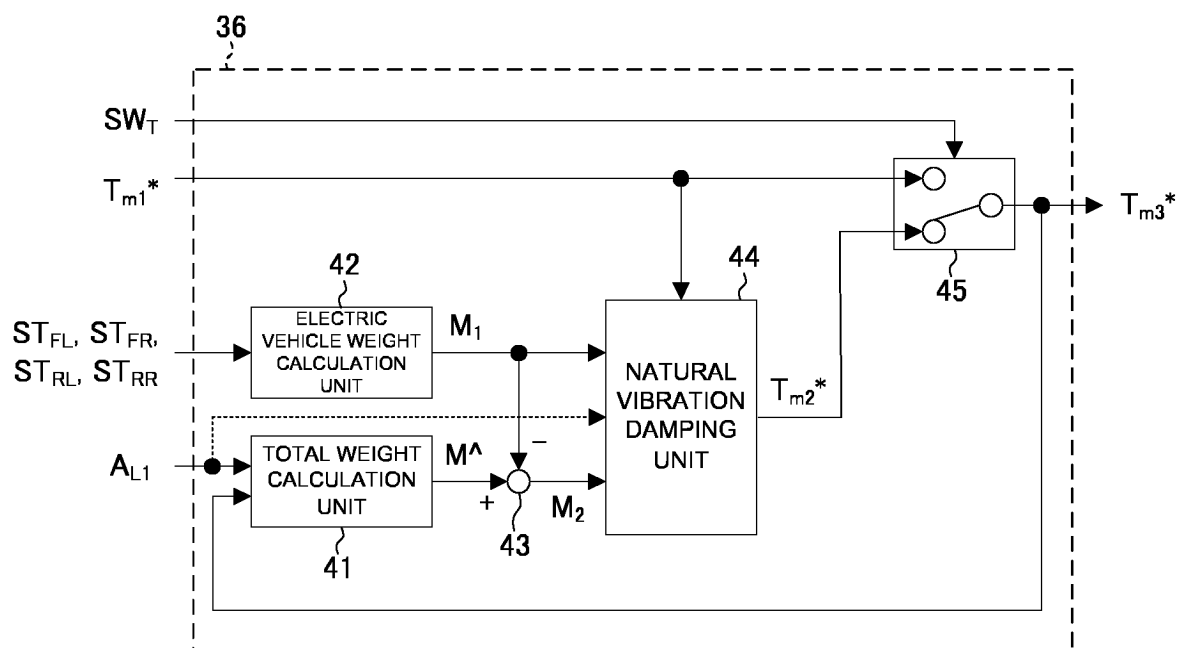 36
SW_T
T_m1*
T_m3*
45
44
42
ELECTRIC
VEHICLE WEIGHT
CALCULATION
UNIT
M_1
ST_FL, ST_FR,
ST_RL, ST_RR
NATURAL
VIBRATION
DAMPING
UNIT
T_m2*
A_L1
TOTAL WEIGHT
CALCULATION
UNIT
M^
−
+
M_2
43
41